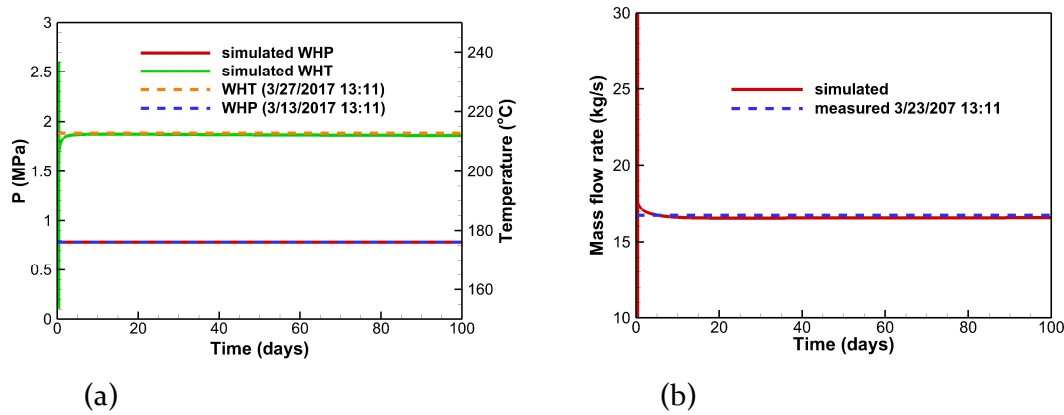 3
2.5
2
1.5
1
0.5
0
P (MPa)
simulated WHP
simulated WHT
WHT (3/27/2017 13:11)
WHP (3/13/2017 13:11)
240
220
200
180
160
Temperature (°C)
0 20 40 60 80 100
Time (days)
(a)
30
25
20
15
10
Mass flow rate (kg/s)
simulated
measured 3/23/207 13:11
0 20 40 60 80 100
Time (days)
(b)